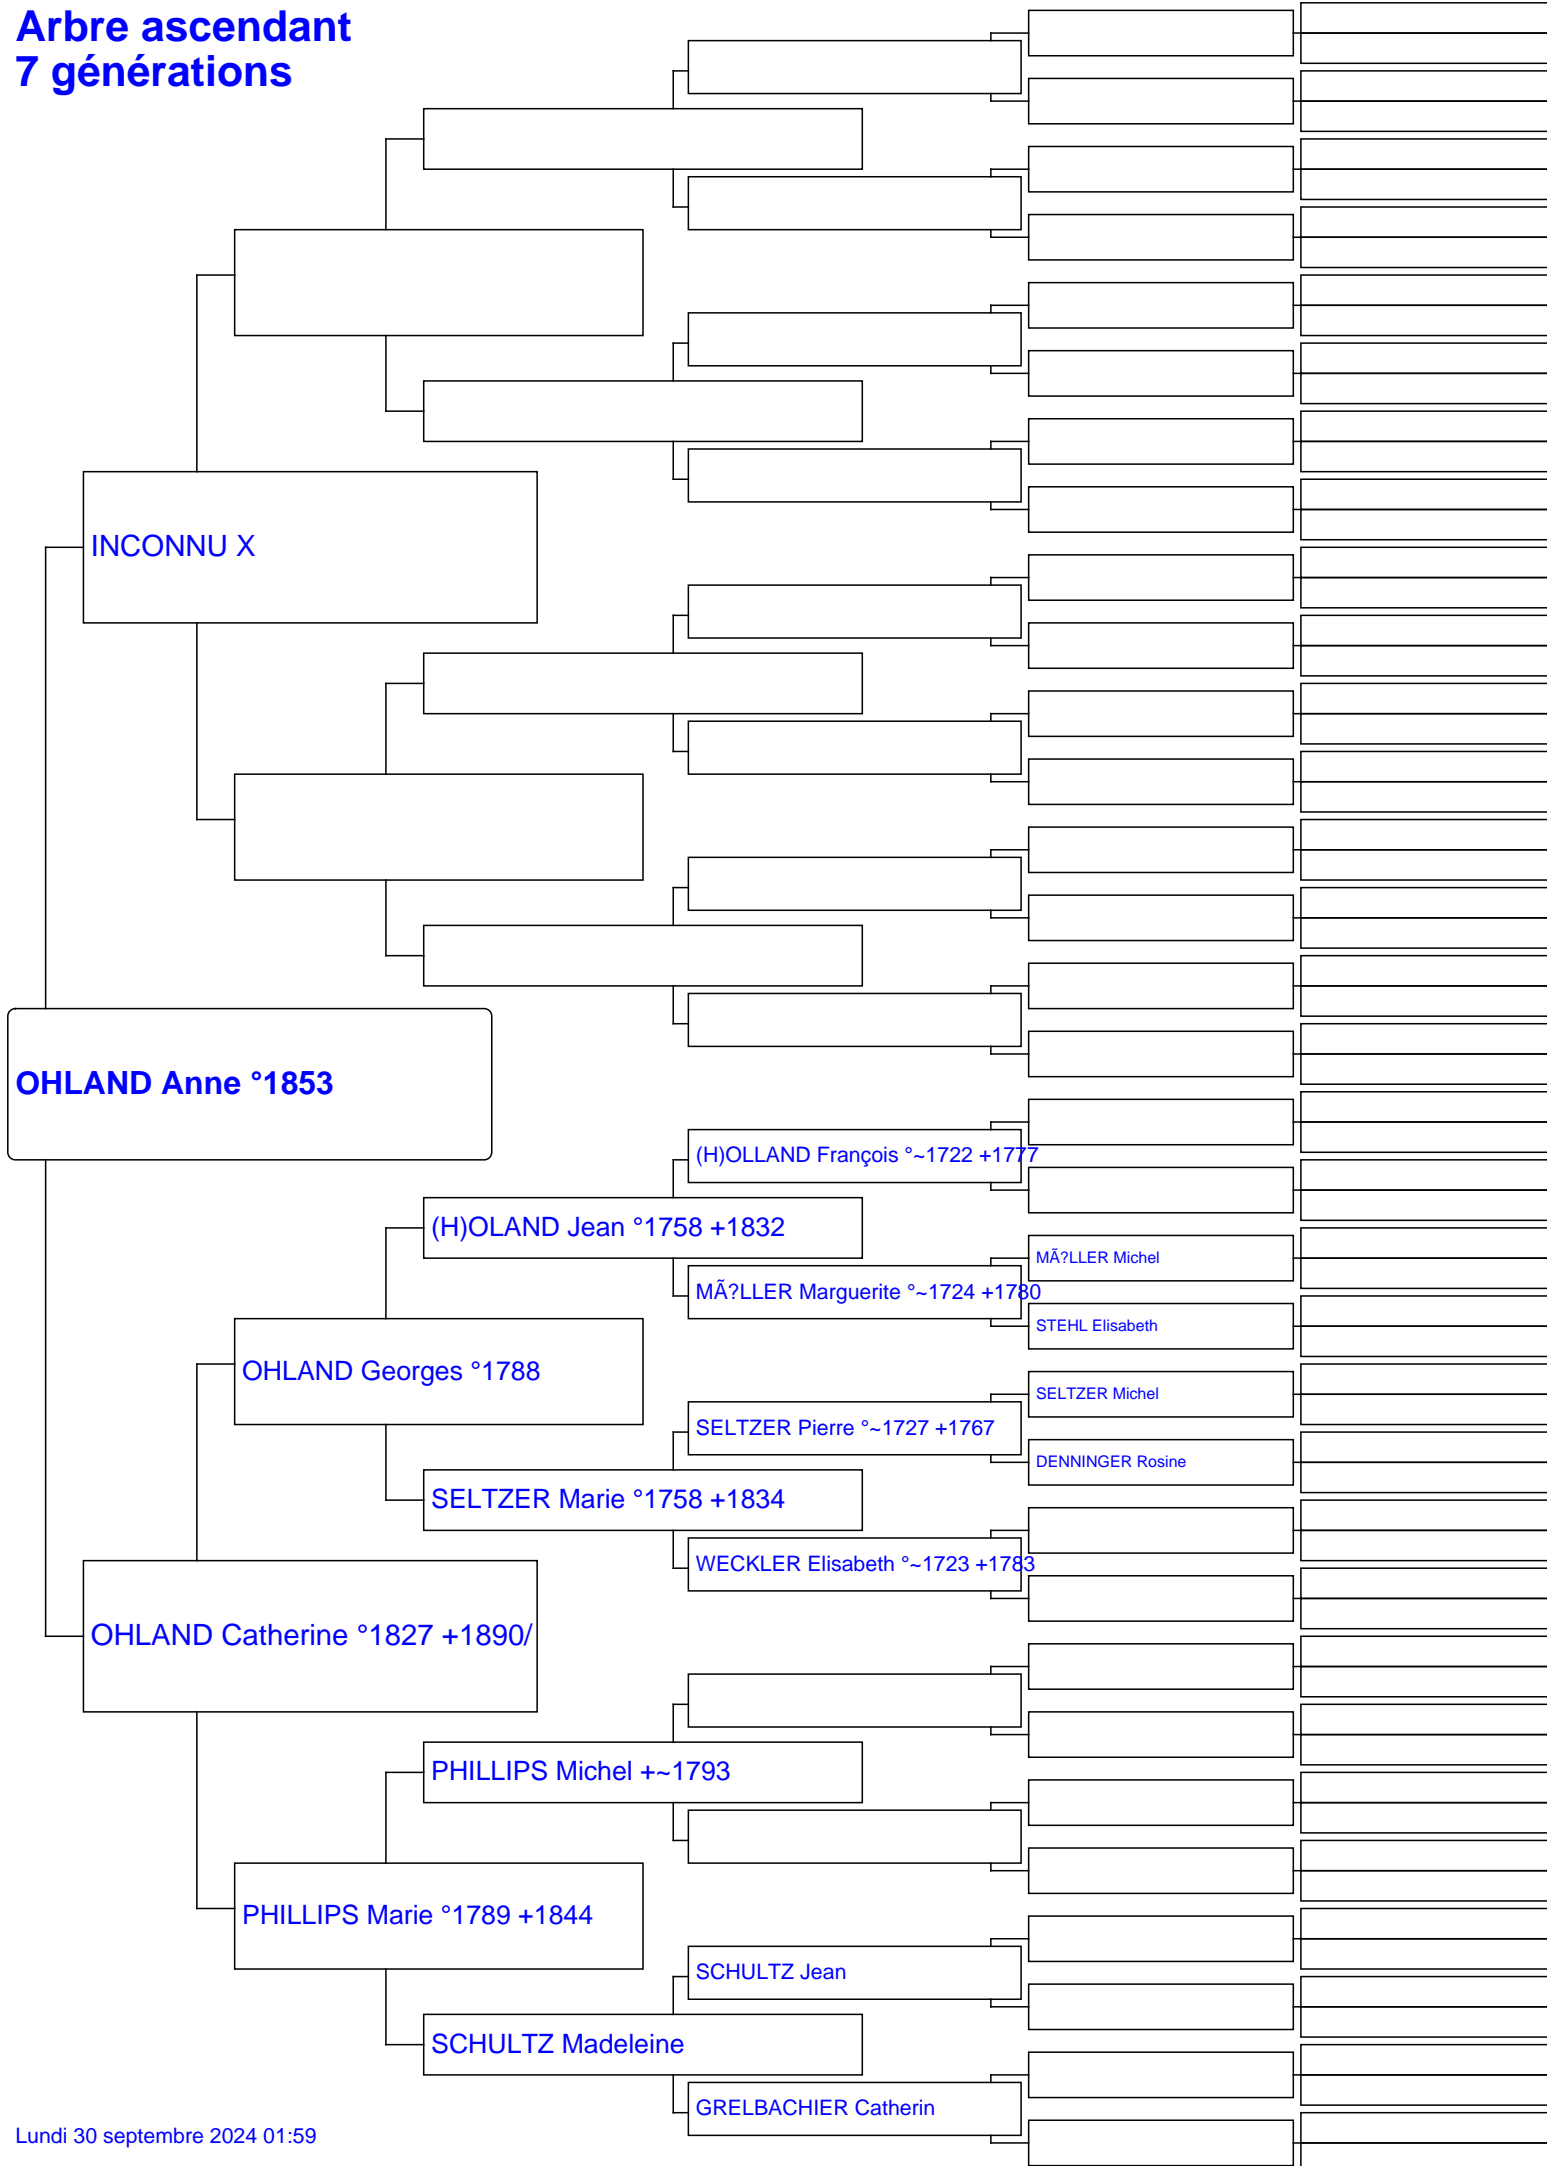 Arbre ascendant
7 générations
INCONNU X
OHLAND Anne °1853
(H)OLLAND François °~1722 +1777
(H)OLAND Jean °1758 +1832
MÃ?LLER Michel
MÃ?LLER Marguerite °~1724 +1780
STEHL Elisabeth
OHLAND Georges °1788
SELTZER Michel
SELTZER Pierre °~1727 +1767
DENNINGER Rosine
SELTZER Marie °1758 +1834
WECKLER Elisabeth °~1723 +1783
OHLAND Catherine °1827 +1890/
PHILLIPS Michel +~1793
PHILLIPS Marie °1789 +1844
SCHULTZ Jean
SCHULTZ Madeleine
GRELBACHIER Catherin
Lundi 30 septembre 2024 01:59